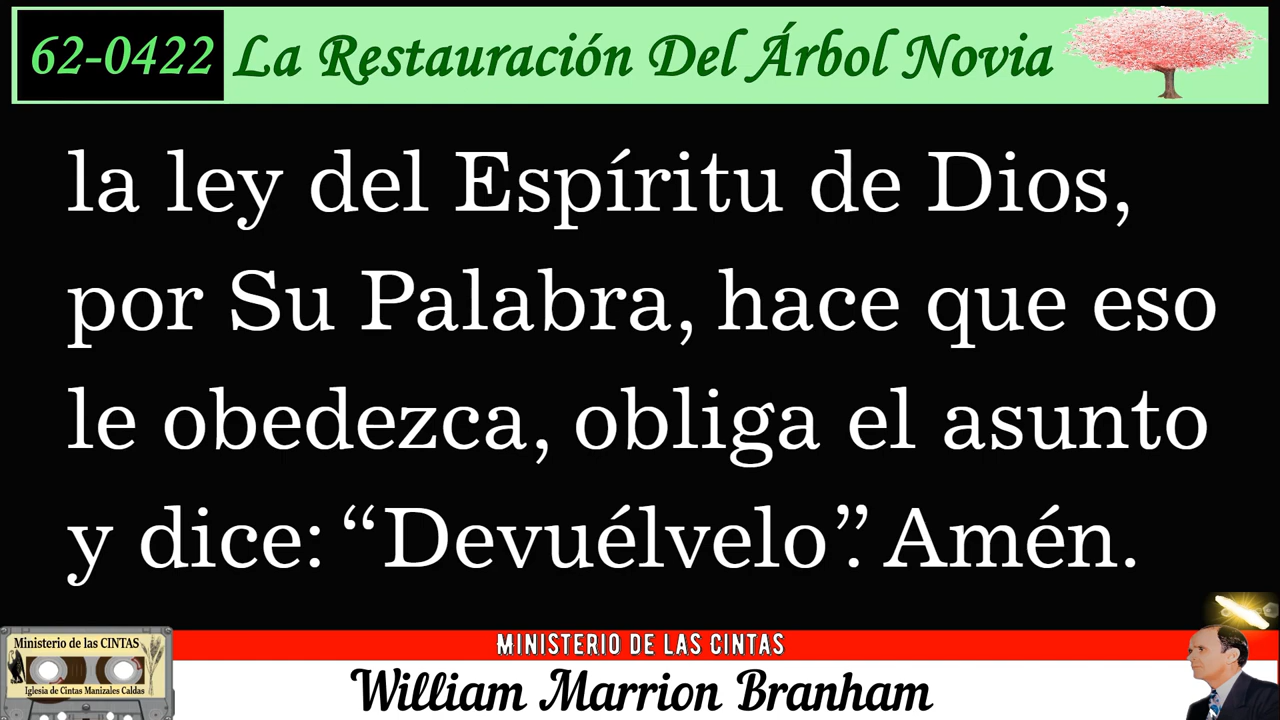 62-0422 La Restauración Del Árbol Novia
la ley del Espíritu de Dios,
por Su Palabra, hace que eso
le obedezca, obliga el asunto
y dice: “Devuélvelo”. Amén.
MINISTERIO DE LAS CINTAS
Ministerio de las CINTAS
Iglesia de Cintas Manizales Caldas
William Marrion Branham